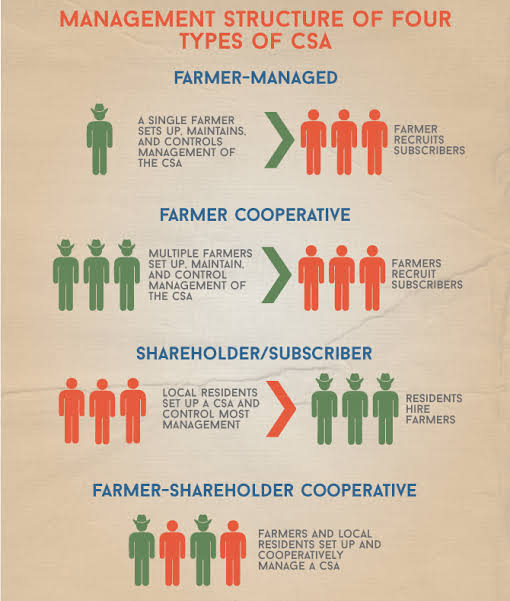 MANAGEMENT STRUCTURE OF FOUR
TYPES OF CSA
FARMER-MANAGED
A SINGLE FARMER
SETS UP, MAINTAINS,
AND CONTROLS
MANAGEMENT OF
THE CSA
FARMER
RECRUITS
SUBSCRIBERS
FARMER COOPERATIVE
MULTIPLE FARMERS
SET UP, MAINTAIN,
AND CONTROL
MANAGEMENT OF
THE CSA
FARMERS
RECRUIT
SUBSCRIBERS
SHAREHOLDER/SUBSCRIBER
LOCAL RESIDENTS
SET UP A CSA AND
CONTROL MOST
MANAGEMENT
RESIDENTS
HIRE
FARMERS
FARMER-SHAREHOLDER COOPERATIVE
FARMERS AND LOCAL
RESIDENTS SET UP AND
COOPERATIVELY
MANAGE A CSA